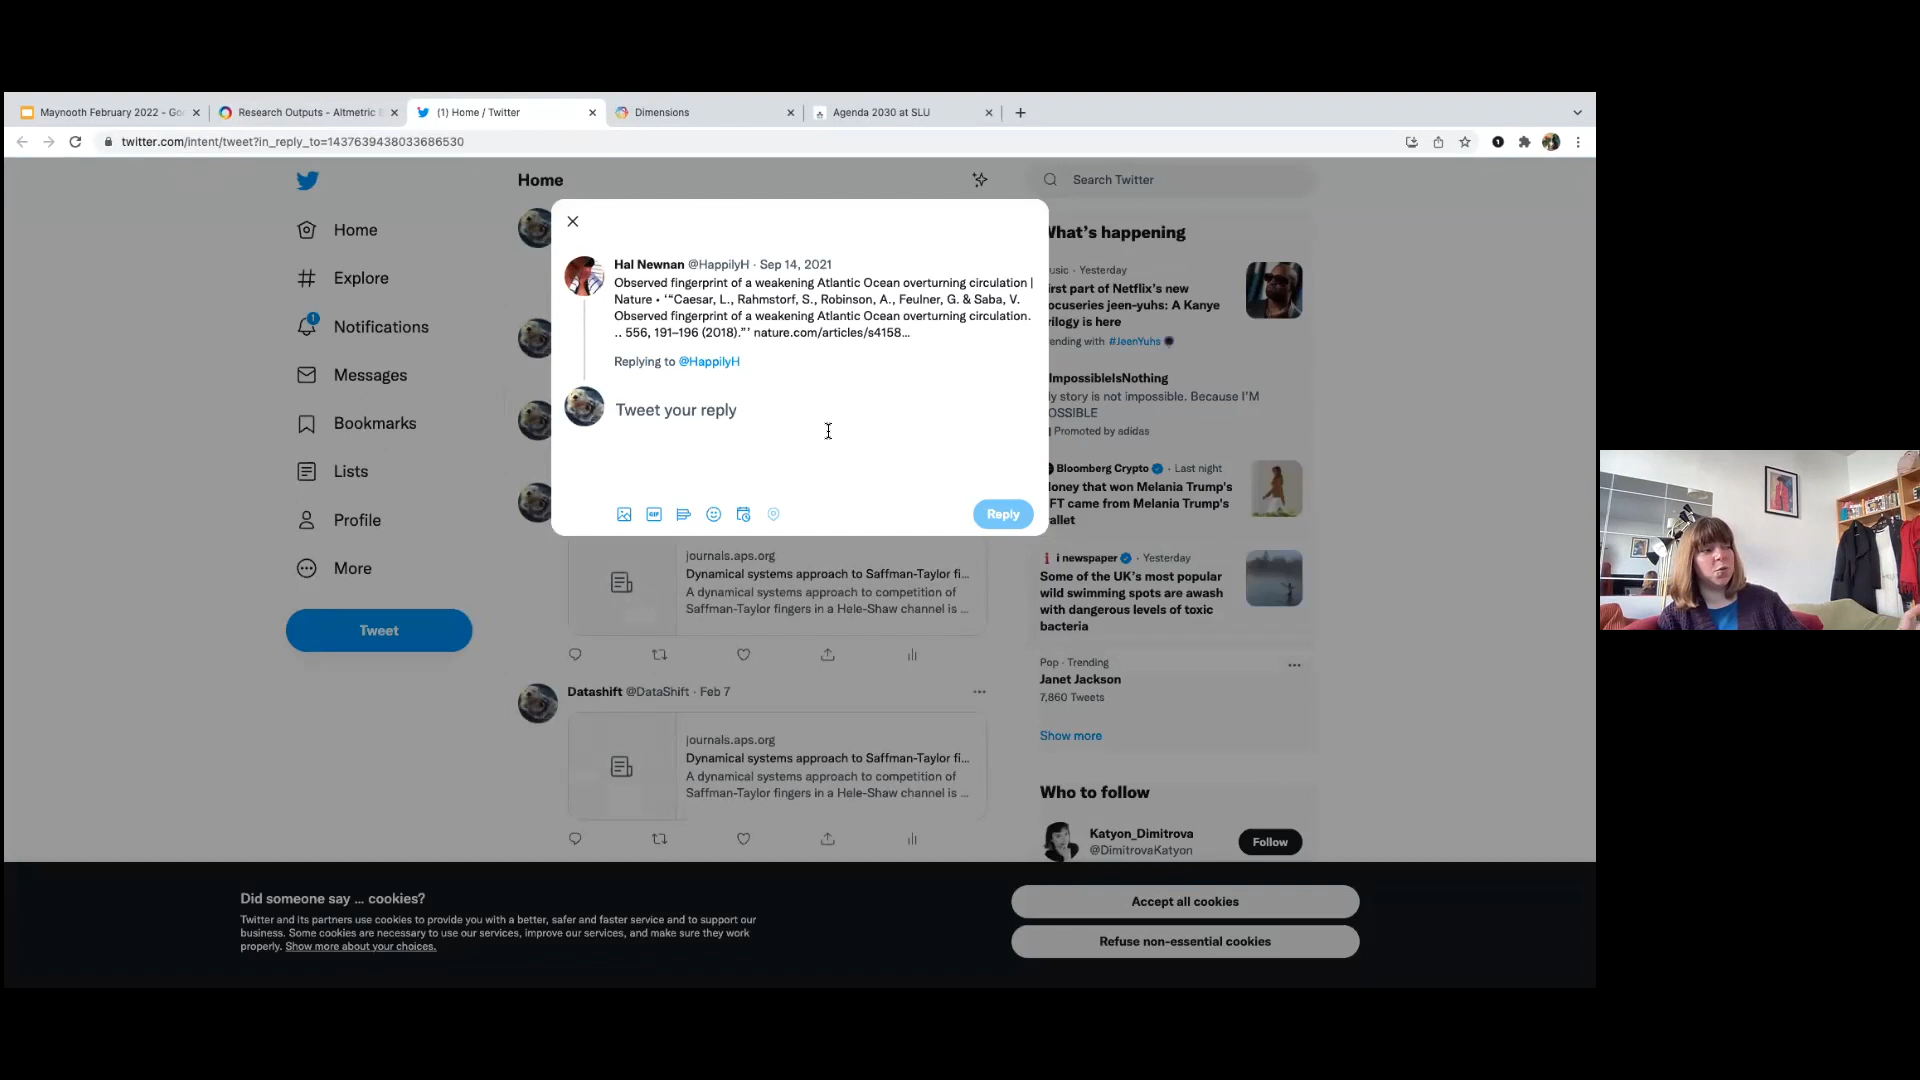 Maynooth February 2022 - Go
Research Outputs - Altmetric E
(1) Home / Twitter
Dimensions
Agenda 2030 at SLU
twitter.com/intent/tweet?in_reply_to=1437639438033686530
Home
Search Twitter
Home
Explore
1
Notifications
Messages
Bookmarks
Lists
Profile
More
Tweet
Hal Newnan @HappilyH · Sep 14, 2021
Observed fingerprint of a weakening Atlantic Ocean overturning circulation |
Nature • '“Caesar, L., Rahmstorf, S., Robinson, A., Feulner, G. & Saba, V.
Observed fingerprint of a weakening Atlantic Ocean overturning circulation.
.. 556, 191–196 (2018).”’ nature.com/articles/s4158…
Replying to @HappilyH
Tweet your reply
GIF
Reply
journals.aps.org
Dynamical systems approach to Saffman-Taylor fi...
A dynamical systems approach to competition of
Saffman-Taylor fingers in a Hele-Shaw channel is ...
Datashift @DataShift · Feb 7
journals.aps.org
Dynamical systems approach to Saffman-Taylor fi...
A dynamical systems approach to competition of
Saffman-Taylor fingers in a Hele-Shaw channel is ...
What’s happening
usic · Yesterday
irst part of Netflix’s new
ocuseries jeen-yuhs: A Kanye
rilogy is here
ending with #JeenYuhs
ImpossibleIsNothing
y story is not impossible. Because I’M
OSSIBLE
Promoted by adidas
Bloomberg Crypto · Last night
oney that won Melania Trump's
FT came from Melania Trump's
allet
i newspaper · Yesterday
Some of the UK’s most popular
wild swimming spots are awash
with dangerous levels of toxic
bacteria
Pop · Trending
Janet Jackson
7,860 Tweets
Show more
Who to follow
Katyon_Dimitrova
@DimitrovaKatyon
Follow
Did someone say … cookies?
Twitter and its partners use cookies to provide you with a better, safer and faster service and to support our
business. Some cookies are necessary to use our services, improve our services, and make sure they work
properly. Show more about your choices.
Accept all cookies
Refuse non-essential cookies